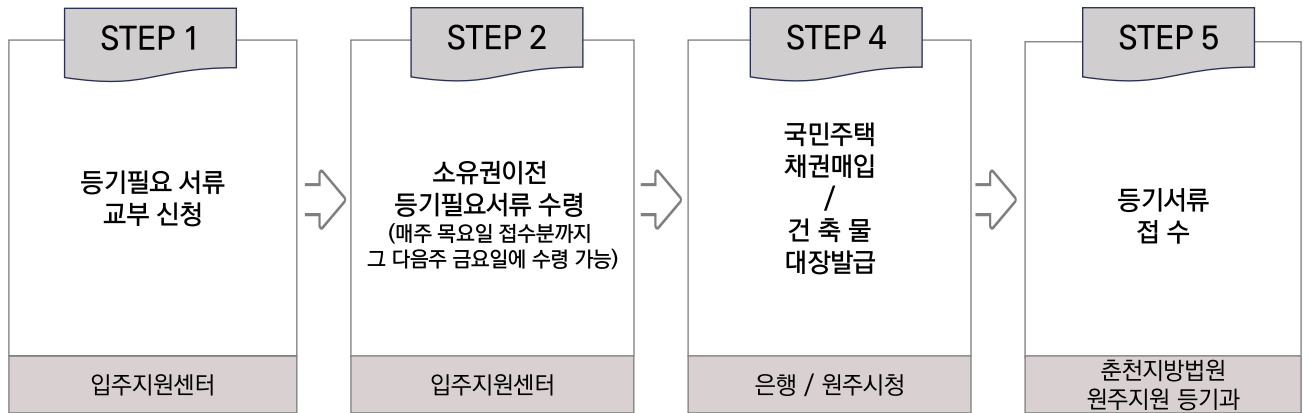 STEP 1
등기필요 서류
교부 신청
입주지원센터
STEP 2
소유권이전
등기필요서류 수령
(매주 목요일 접수분까지
그 다음주 금요일에 수령 가능)
입주지원센터
STEP 4
국민주택
채권매입
/
건 축 물
대장발급
은행 / 원주시청
STEP 5
등기서류
접 수
춘천지방법원
원주지원 등기과